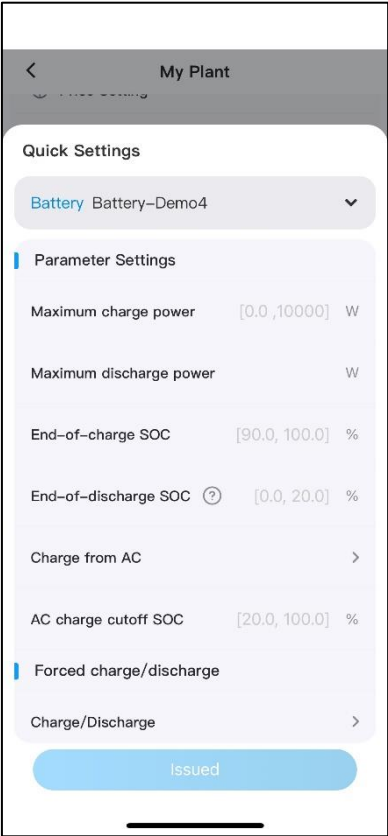 My Plant
Quick Settings
Battery Battery-Demo4
Parameter Settings
Maximum charge power [0.0 ,10000] W
Maximum discharge power W
End-of-charge SOC [90.0, 100.0] %
End-of-discharge SOC ? [0.0, 20.0] %
Charge from AC
AC charge cutoff SOC [20.0, 100.0] %
Forced charge/discharge
Charge/Discharge
Issued